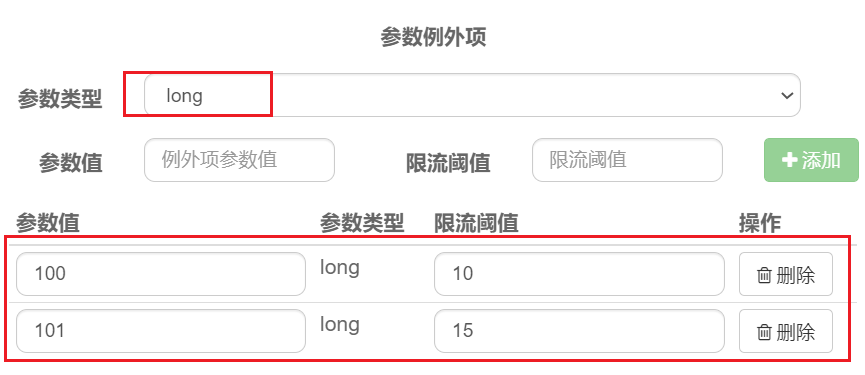 参数例外项
参数类型 long
参数值 例外项参数值 限流阈值 限流阈值 添加
参数值 参数类型 限流阈值 操作
100 long 10 删除
101 long 15 删除